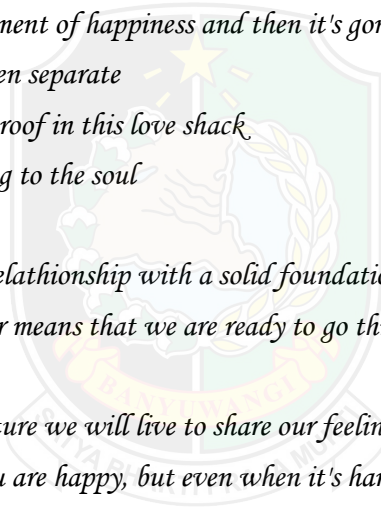 ment of happiness and then it's gon
en separate
roof in this love shack
g to the soul
elathionship with a solid foundatio
r means that we are ready to go th
BANYUWANGI
ure we will live to share our feelin
u are happy, but even when it's har